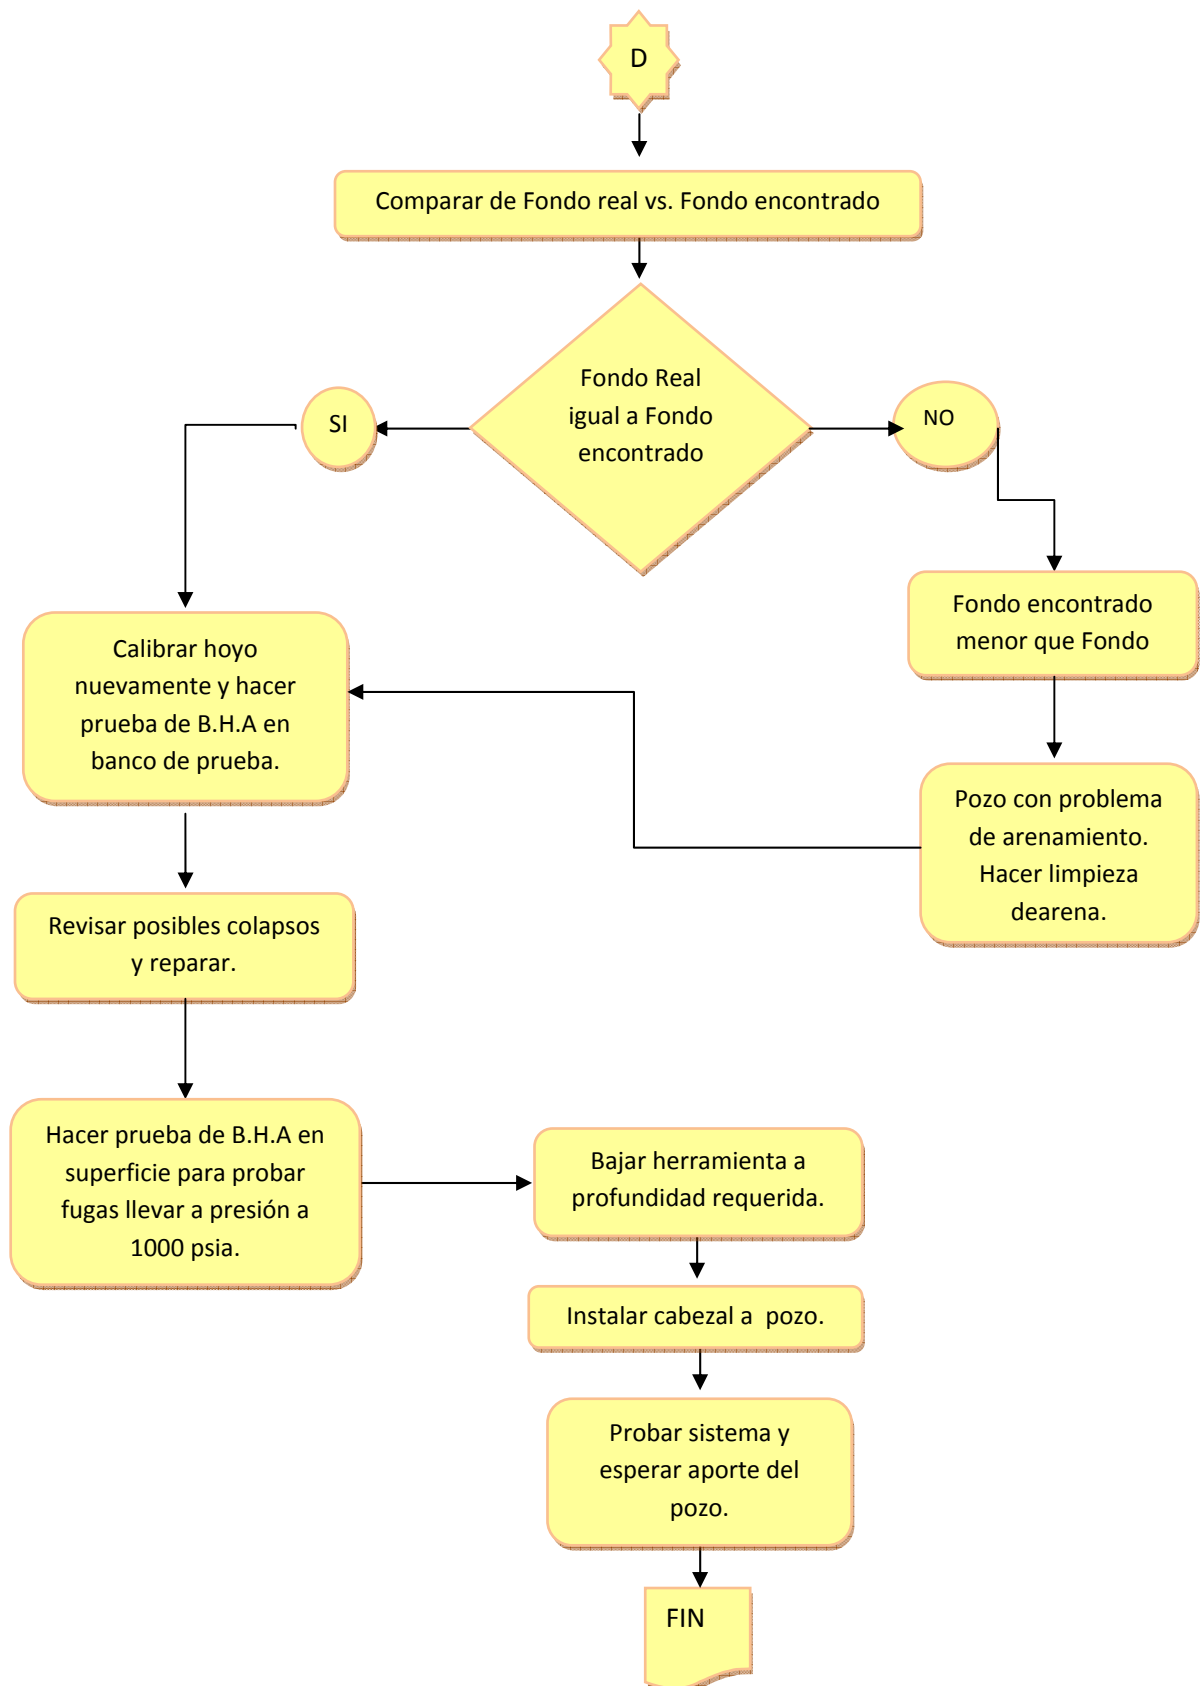 D
Comparar de Fondo real vs. Fondo encontrado
Fondo Real
igual a Fondo
encontrado
SI
NO
Fondo encontrado
menor que Fondo
Calibrar hoyo
nuevamente y hacer
prueba de B.H.A en
banco de prueba.
Pozo con problema
de arenamiento.
Hacer limpieza
dearena.
Revisar posibles colapsos
y reparar.
Hacer prueba de B.H.A en
superficie para probar
fugas llevar a presión a
1000 psia.
Bajar herramienta a
profundidad requerida.
Instalar cabezal a  pozo.
Probar sistema y
esperar aporte del
pozo.
FIN